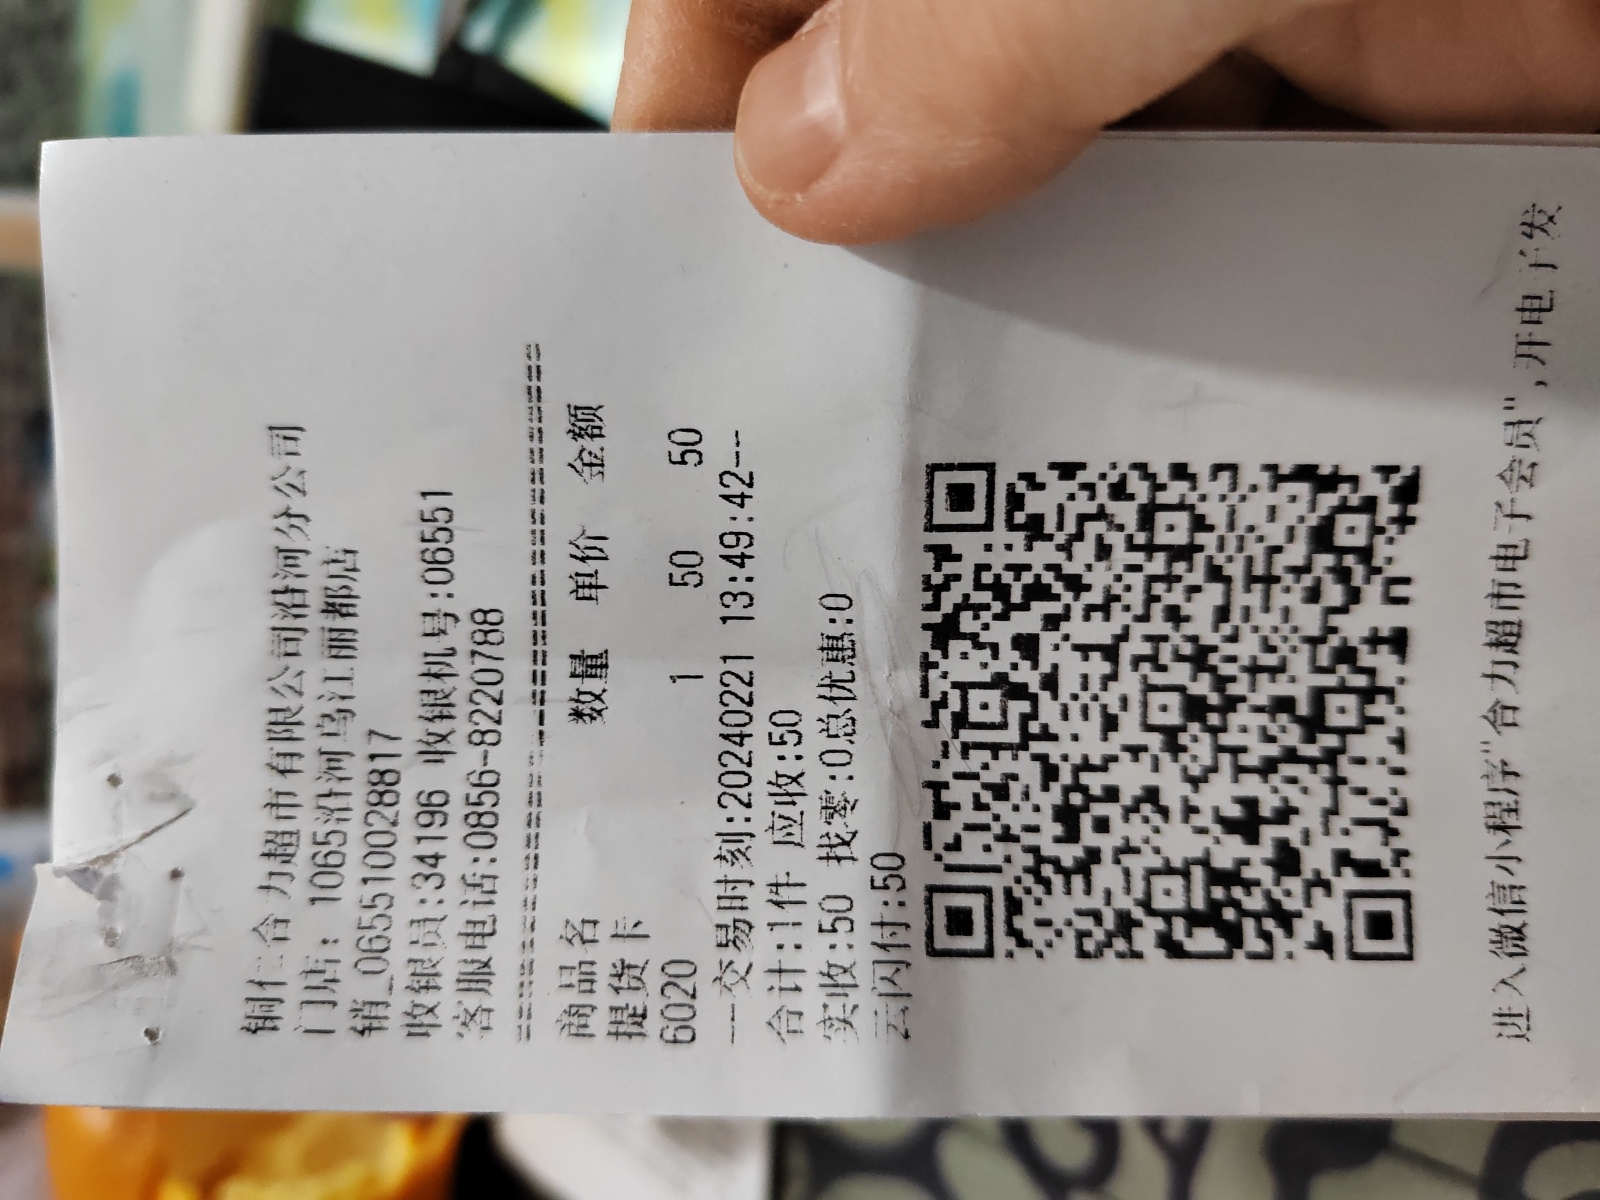 铜仁合力超市有限公司沿河分公司
门店: 1065沿河乌江丽都店
销_065510028817
收银员:34196 收银机号:06551
客服电话:0856-8220788
商品名 数量 单价 金额
提货卡
6020 1 50 50
--交易时刻:20240221 13:49:42--
合计:1件 应收:50
实收:50 找零:0总优惠:0
云闪付:50
进入微信小程序"合力超市电子会员",开电子发